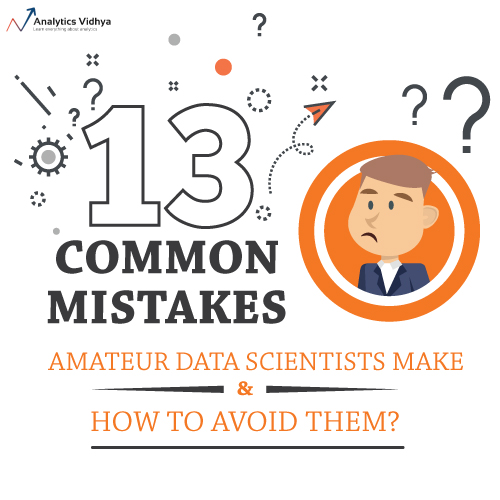 Analytics Vidhya
Learn everything about analytics
?
?
?
?
?
13
COMMON
MISTAKES
AMATEUR DATA SCIENTISTS MAKE
&
HOW TO AVOID THEM?